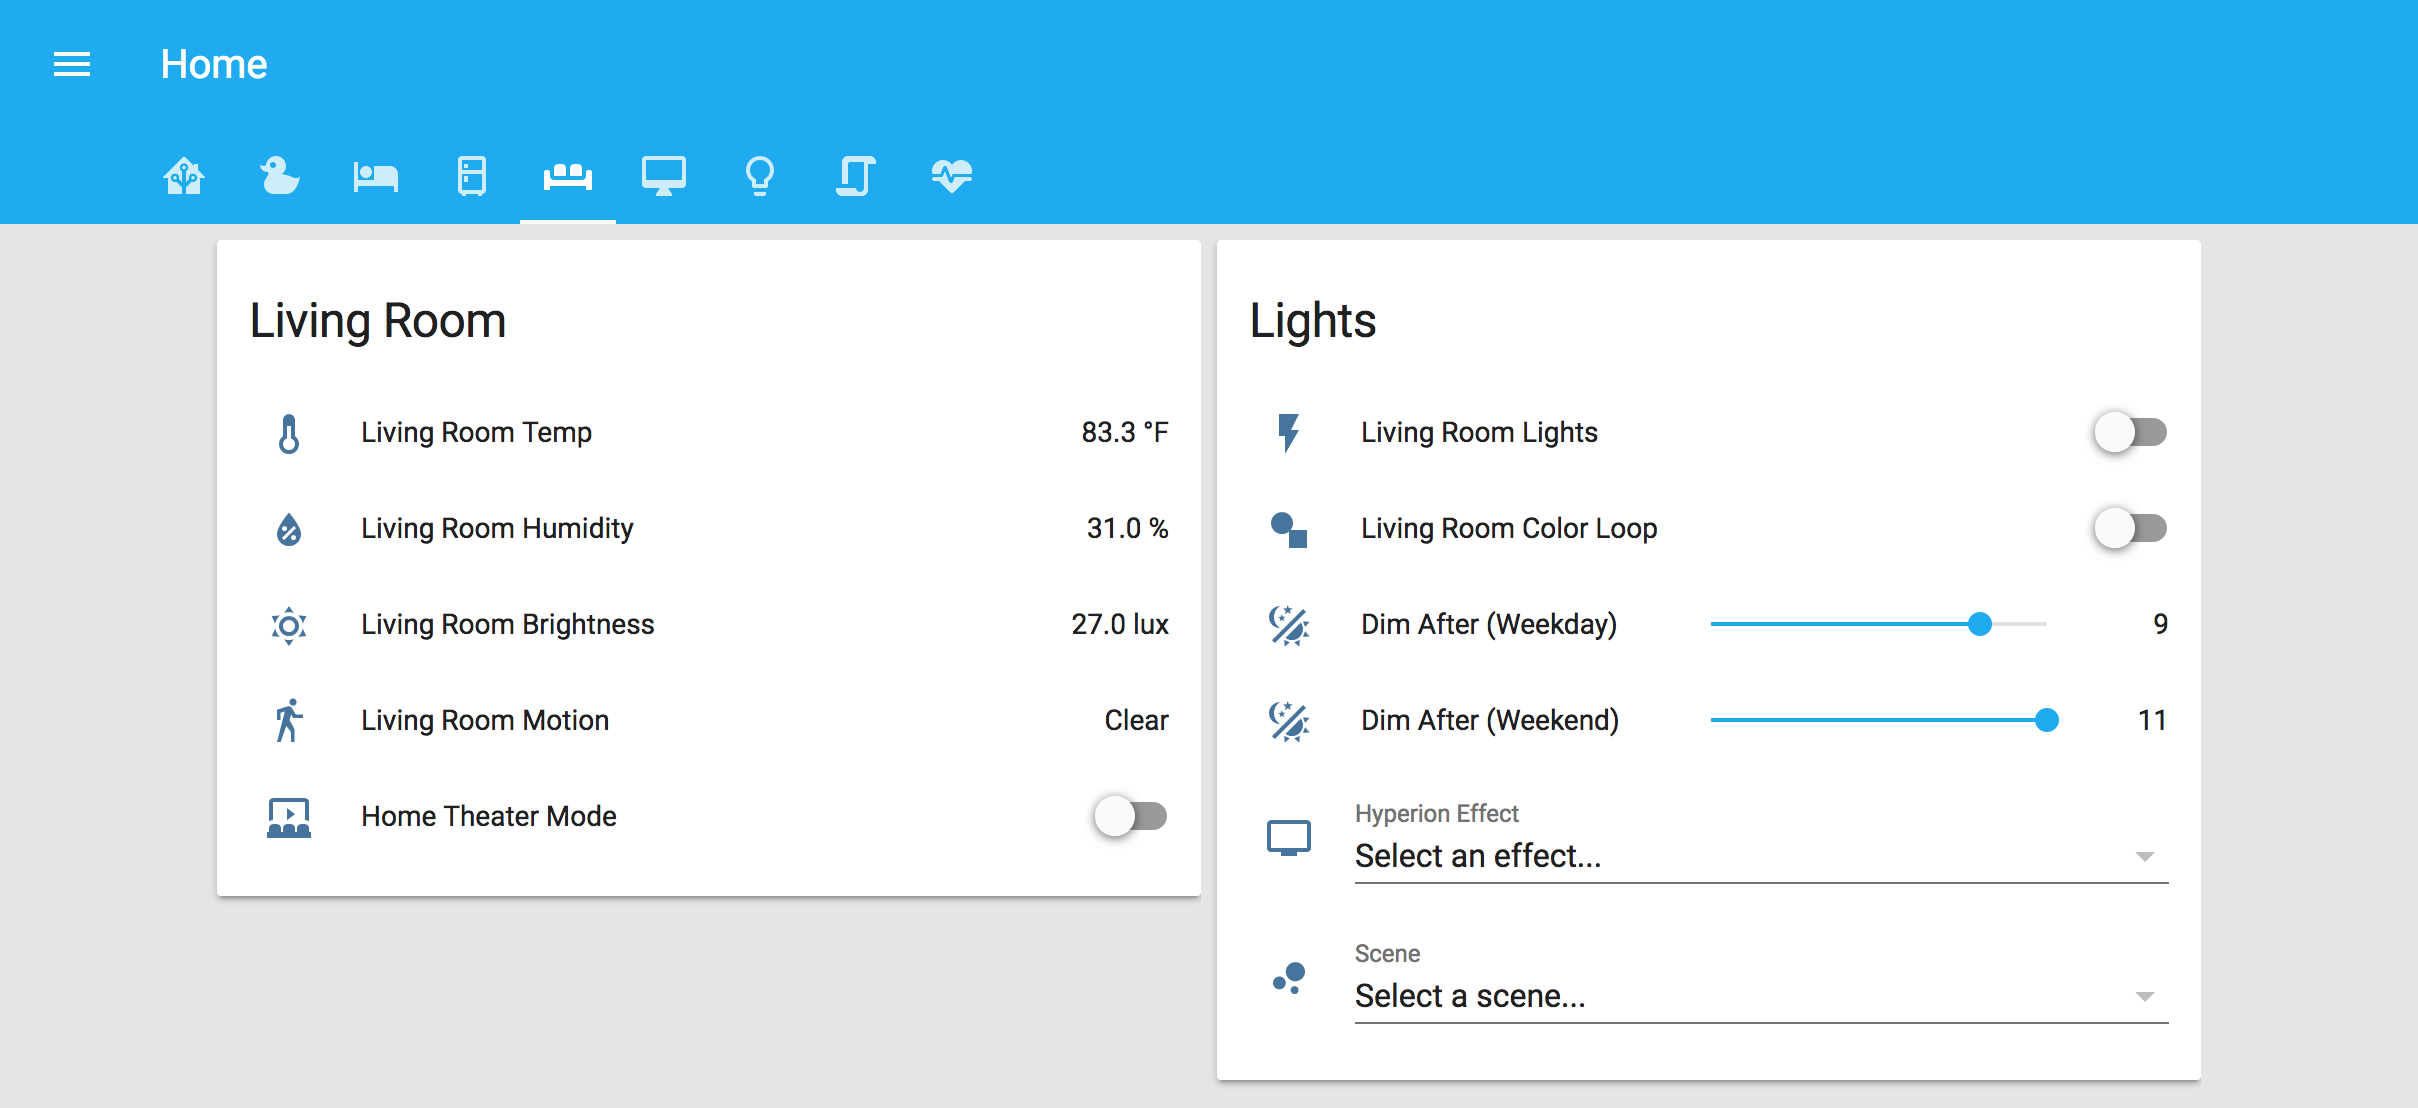 Home
Living Room
Living Room Temp 83.3 °F
Living Room Humidity 31.0 %
Living Room Brightness 27.0 lux
Living Room Motion Clear
Home Theater Mode
Lights
Living Room Lights
Living Room Color Loop
Dim After (Weekday) 9
Dim After (Weekend) 11
Hyperion Effect
Select an effect...
Scene
Select a scene...